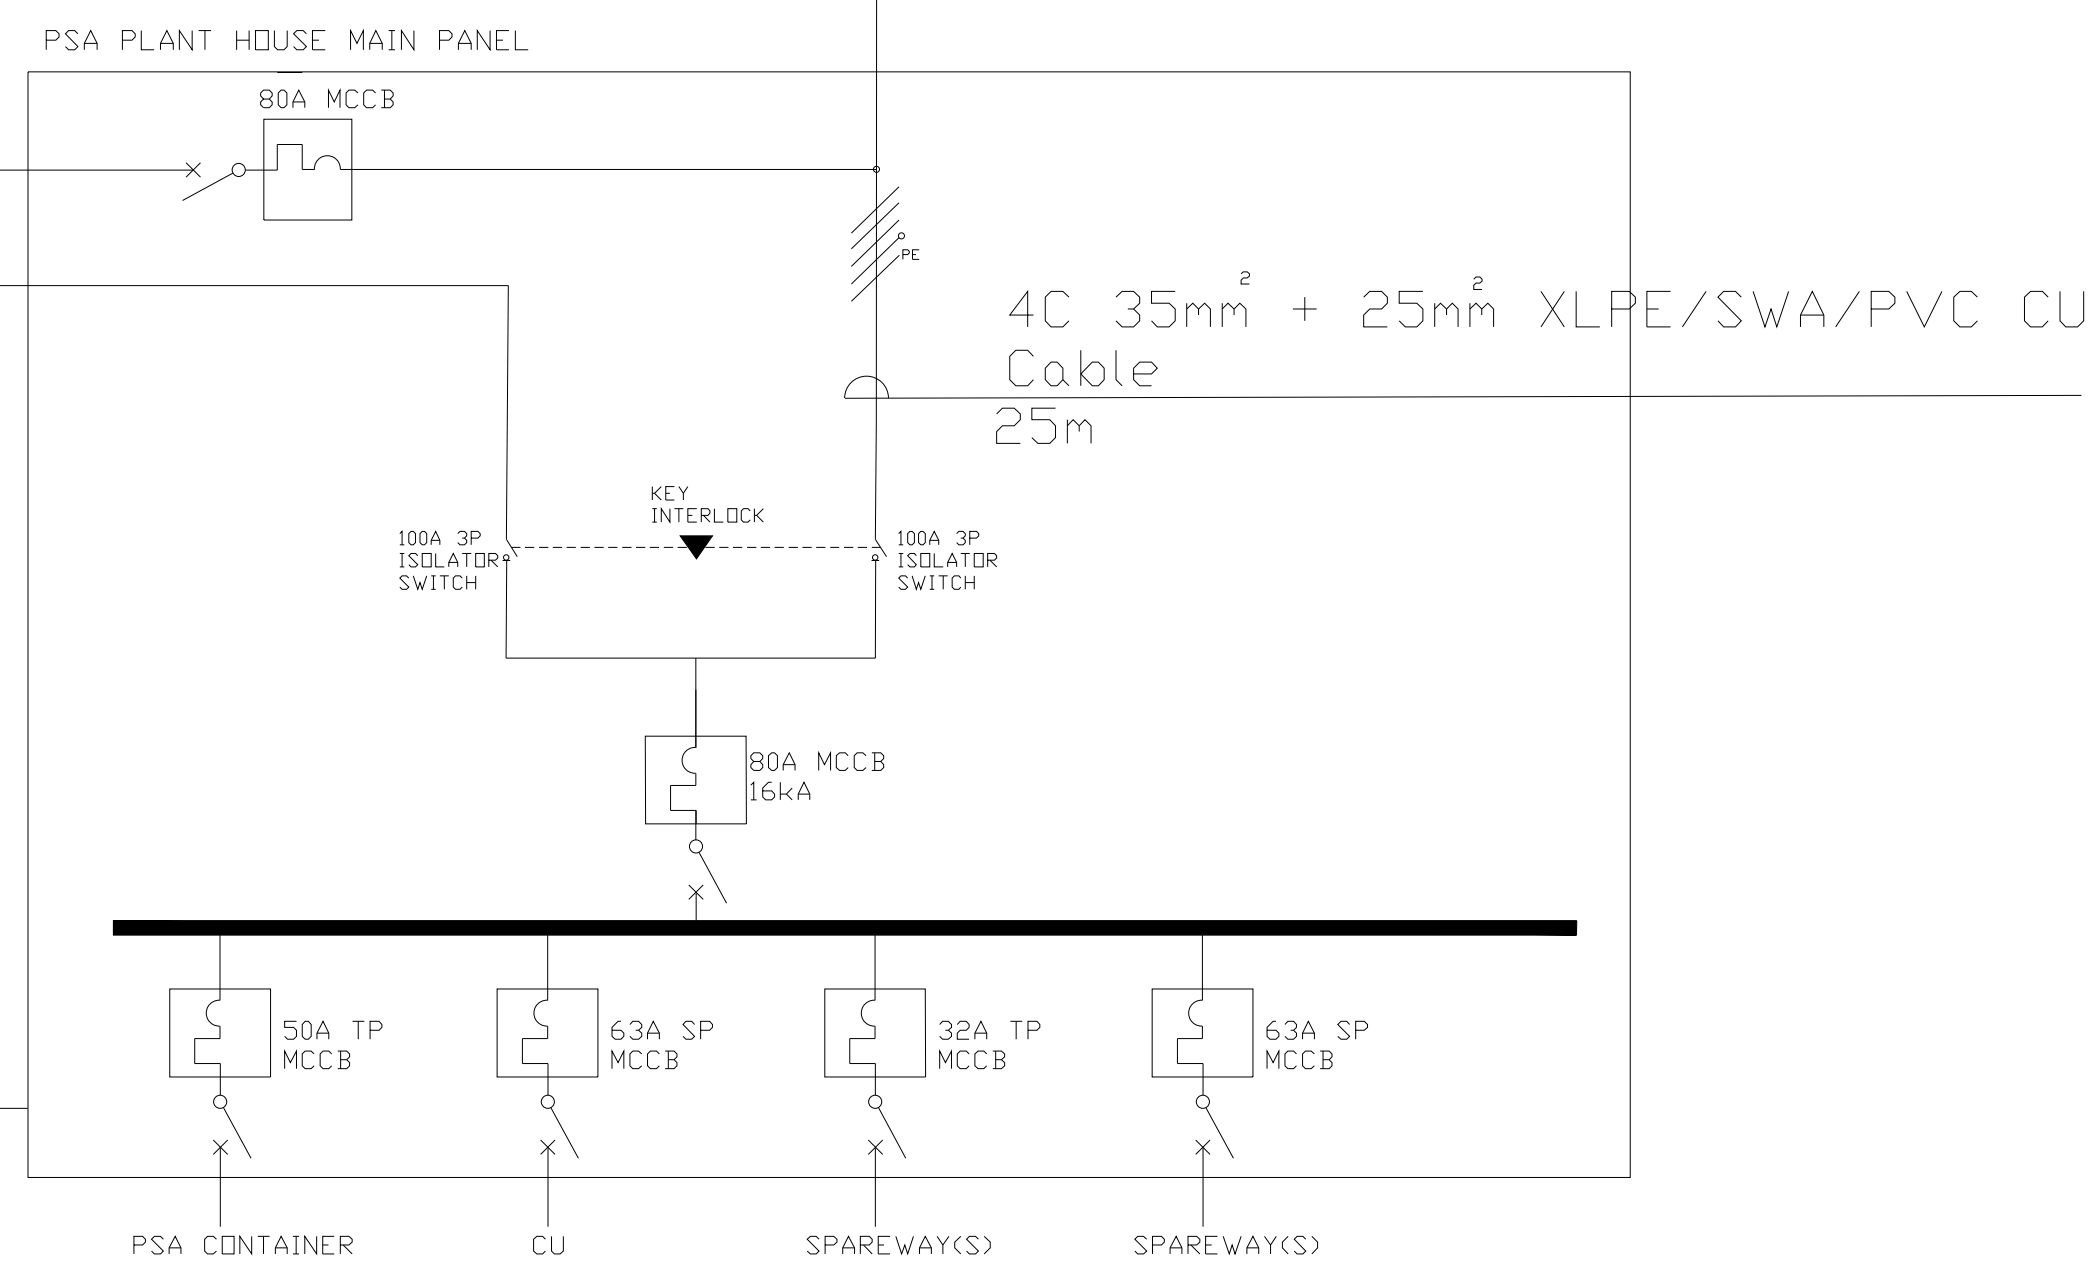 PSA PLANT HOUSE MAIN PANEL
80A MCCB
PE
4C 35mm² + 25mm² XLPE/SWA/PVC CU
Cable
25m
KEY
INTERLOCK
100A 3P
ISOLATOR
SWITCH
100A 3P
ISOLATOR
SWITCH
80A MCCB
16kA
50A TP
MCCB
63A SP
MCCB
32A TP
MCCB
63A SP
MCCB
PSA CONTAINER
CU
SPAREWAY(S)
SPAREWAY(S)